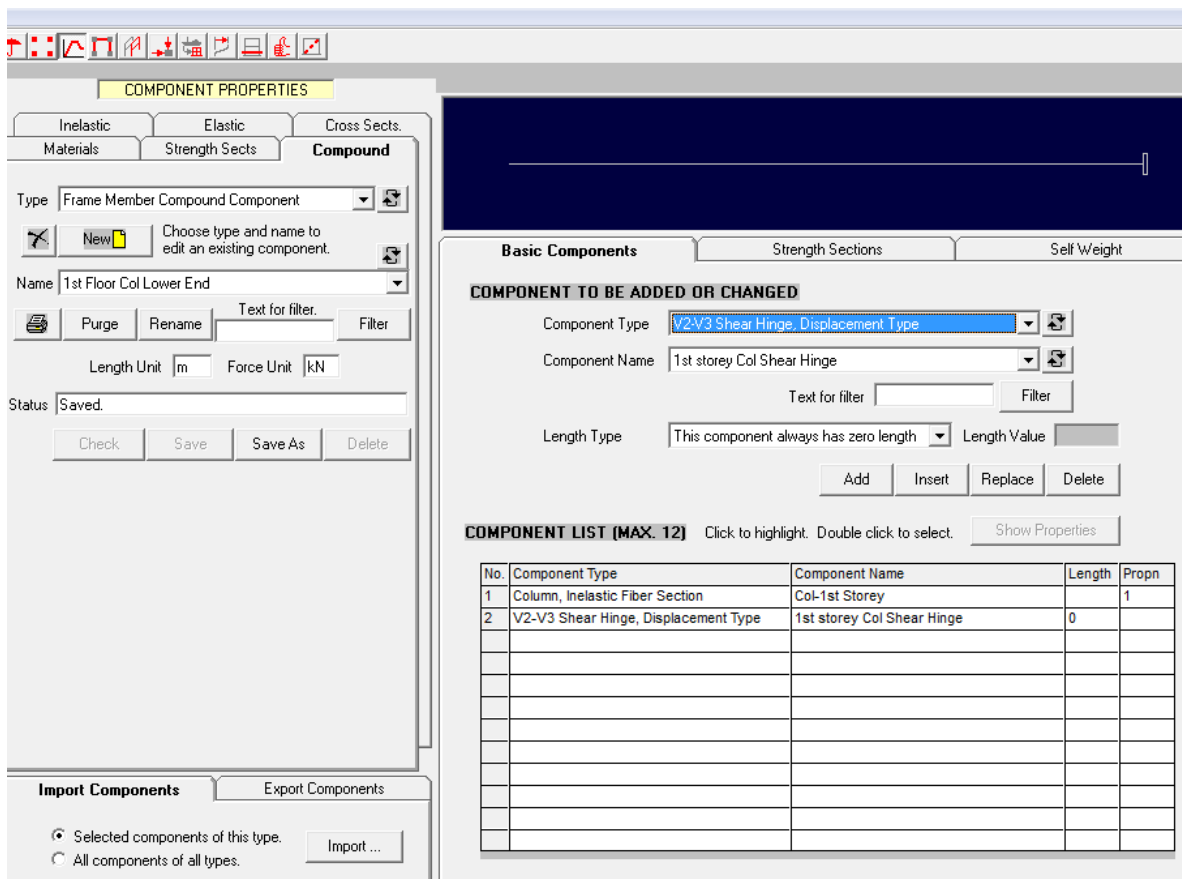 COMPONENT PROPERTIES
Inelastic Elastic Cross Sects.
Materials Strength Sects Compound
Type Frame Member Compound Component
New Choose type and name to
edit an existing component.
Name 1st Floor Col Lower End
Text for filter.
Purge Rename Filter
Length Unit m Force Unit kN
Status Saved.
Check Save Save As Delete
Import Components Export Components
Selected components of this type.
All components of all types.
Import ...
Basic Components Strength Sections Self Weight
COMPONENT TO BE ADDED OR CHANGED
Component Type V2-V3 Shear Hinge, Displacement Type
Component Name 1st storey Col Shear Hinge
Text for filter Filter
Length Type This component always has zero length Length Value
Add Insert Replace Delete
COMPONENT LIST (MAX. 12) Click to highlight. Double click to select. Show Properties
No. Component Type Component Name Length Propn
1 Column, Inelastic Fiber Section Col-1st Storey 1
2 V2-V3 Shear Hinge, Displacement Type 1st storey Col Shear Hinge 0